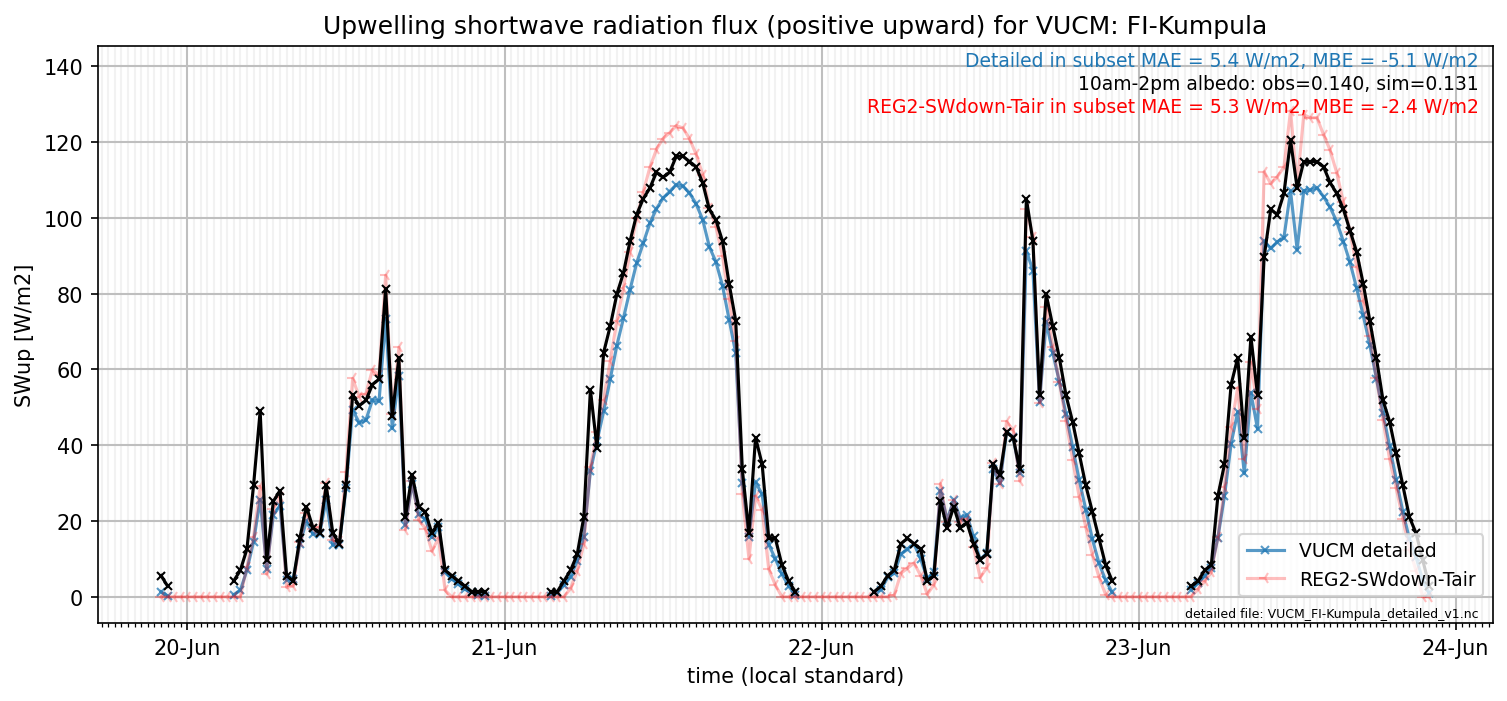 Upwelling shortwave radiation flux (positive upward) for VUCM: FI-Kumpula
Detailed in subset MAE = 5.4 W/m2, MBE = -5.1 W/m2
10am-2pm albedo: obs=0.140, sim=0.131
REG2-SWdown-Tair in subset MAE = 5.3 W/m2, MBE = -2.4 W/m2
SWup [W/m2]
140
120
100
80
60
40
20
0
VUCM detailed
REG2-SWdown-Tair
detailed file: VUCM_FI-Kumpula_detailed_v1.nc
20-Jun
21-Jun
22-Jun
23-Jun
24-Jun
time (local standard)